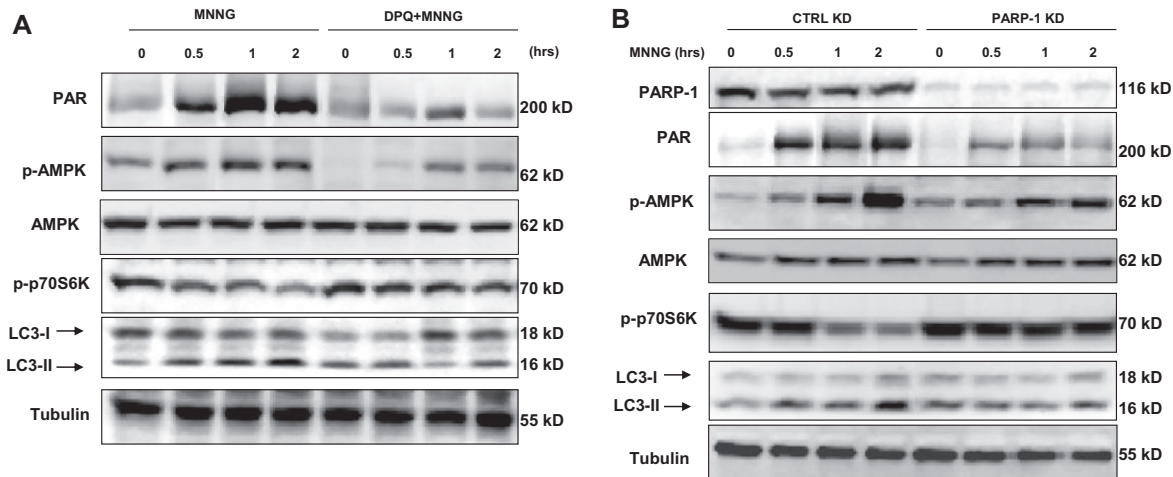 A
MNNG DPQ+MNNG
0 0.5 1 2 0 0.5 1 2 (hrs)
PAR 200 kD
p-AMPK 62 kD
AMPK 62 kD
p-p70S6K 70 kD
LC3-I 18 kD
LC3-II 16 kD
Tubulin 55 kD
B
CTRL KD PARP-1 KD
MNNG (hrs) 0 0.5 1 2 0 0.5 1 2
PARP-1 116 kD
PAR 200 kD
p-AMPK 62 kD
AMPK 62 kD
p-p70S6K 70 kD
LC3-I 18 kD
LC3-II 16 kD
Tubulin 55 kD